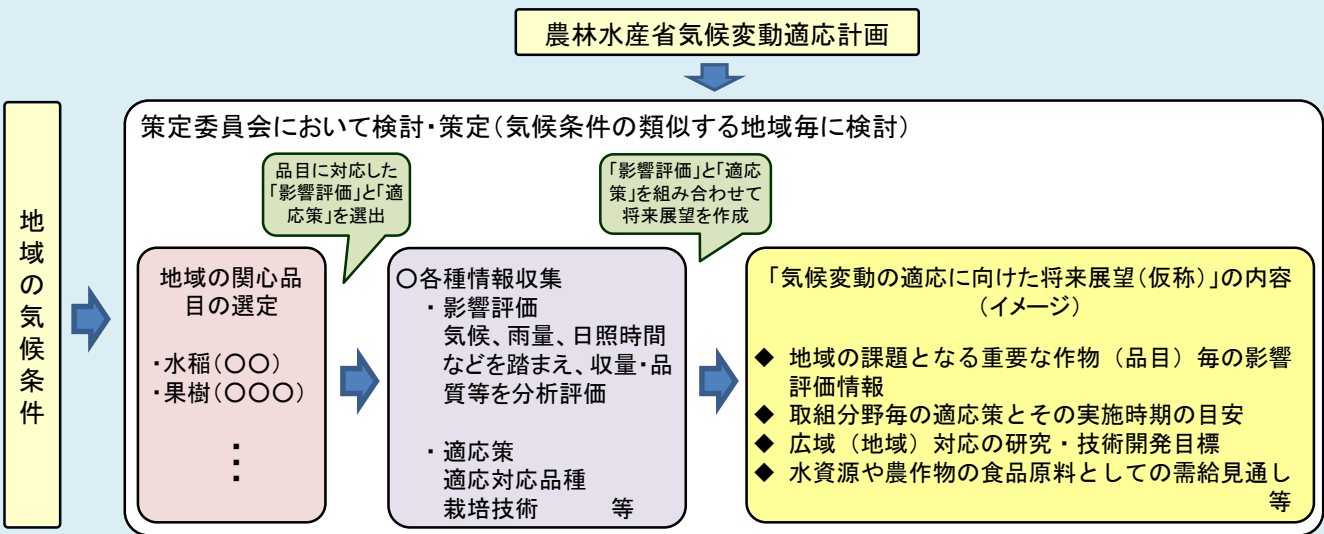 農林水産省気候変動適応計画
地域の気候条件
策定委員会において検討・策定(気候条件の類似する地域毎に検討)
品目に対応した
「影響評価」と「適
応策」を選出
「影響評価」と「適応
策」を組み合わせて
将来展望を作成
地域の関心品
目の選定
・水稲(〇〇)
・果樹(〇〇〇)
・
・
・
〇各種情報収集
・影響評価
気候、雨量、日照時間
などを踏まえ、収量・品
質等を分析評価
・適応策
適応対応品種
栽培技術 等
「気候変動の適応に向けた将来展望(仮称)」の内容
(イメージ)
◆ 地域の課題となる重要な作物(品目)毎の影響
評価情報
◆ 取組分野毎の適応策とその実施時期の目安
◆ 広域(地域)対応の研究・技術開発目標
◆ 水資源や農作物の食品原料としての需給見通し
等